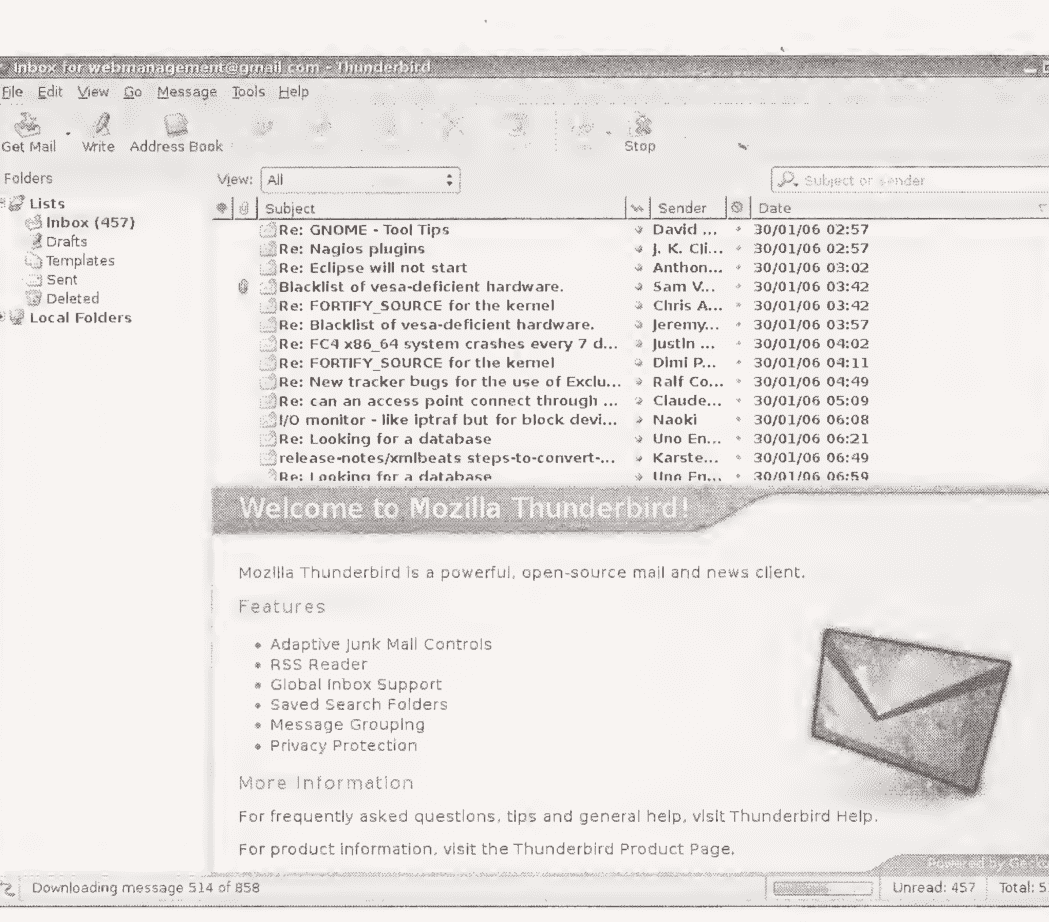 Inbox for webmanagement@gmail.com - Thunderbird
File Edit View Go Message Tools Help
Get Mail Write Address Book Stop
Folders View: All Subject or sender
Lists Subject Sender Date
Inbox (457)
Drafts
Templates
Sent
Deleted
Local Folders
Re: GNOME - Tool Tips David ... 30/01/06 02:57
Re: Nagios plugins J. K. Cli... 30/01/06 02:57
Re: Eclipse will not start Anthon... 30/01/06 03:02
Blacklist of vesa-deficient hardware. Sam V... 30/01/06 03:42
Re: FORTIFY_SOURCE for the kernel Chris A... 30/01/06 03:42
Re: Blacklist of vesa-deficient hardware. Jeremy... 30/01/06 03:57
Re: FC4 x86_64 system crashes every 7 d... Justin ... 30/01/06 04:02
Re: FORTIFY_SOURCE for the kernel Dimi P... 30/01/06 04:11
Re: New tracker bugs for the use of Exclu... Ralf Co... 30/01/06 04:49
Re: can an access point connect through ... Claude... 30/01/06 05:09
I/O monitor - like iptraf but for block devi... Naoki 30/01/06 06:08
Re: Looking for a database Uno En... 30/01/06 06:21
release-notes/xmlbeats steps-to-convert-... Karste... 30/01/06 06:49
Re: Looking for a database Uno En... 30/01/06 06:59
Welcome to Mozilla Thunderbird!
Mozilla Thunderbird is a powerful, open-source mail and news client.
Features
• Adaptive Junk Mail Controls
• RSS Reader
• Global Inbox Support
• Saved Search Folders
• Message Grouping
• Privacy Protection
More Information
For frequently asked questions, tips and general help, visit Thunderbird Help.
For product information, visit the Thunderbird Product Page.
Powered by Gecko
Downloading message 514 of 858 Unread: 457 Total: 5